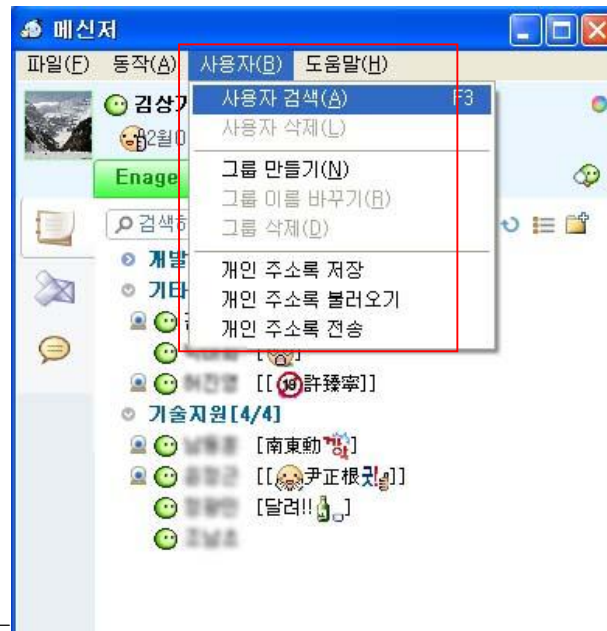 메신저
파일(F) 동작(A) 사용자(B) 도움말(H)
사용자 검색(A) F3
사용자 삭제(L)
그룹 만들기(N)
그룹 이름 바꾸기(R)
그룹 삭제(D)
개인 주소록 저장
개인 주소록 불러오기
개인 주소록 전송
김상기
2월
Enage
검색
개발
기타
[[許臻寧]]
기술지원[4/4]
[南東動]
[[尹正根]]
[달려!!]